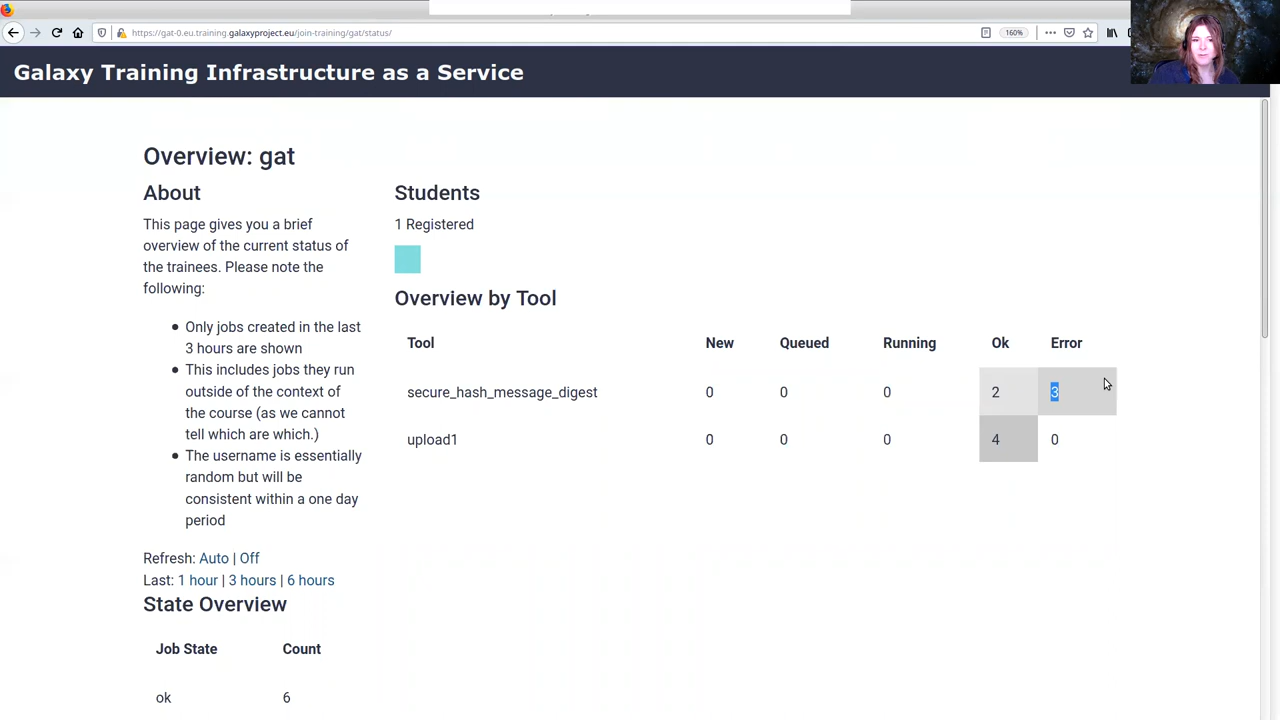 https://gat-0.eu.training.galaxyproject.eu/join-training/gat/status/
160%
Galaxy Training Infrastructure as a Service
Overview: gat
About
This page gives you a brief
overview of the current status of
the trainees. Please note the
following:
Only jobs created in the last
3 hours are shown
This includes jobs they run
outside of the context of
the course (as we cannot
tell which are which.)
The username is essentially
random but will be
consistent within a one day
period
Refresh: Auto | Off
Last: 1 hour | 3 hours | 6 hours
State Overview
Job State Count
ok 6
Students
1 Registered
Overview by Tool
Tool New Queued Running Ok Error
secure_hash_message_digest 0 0 0 2 3
upload1 0 0 0 4 0